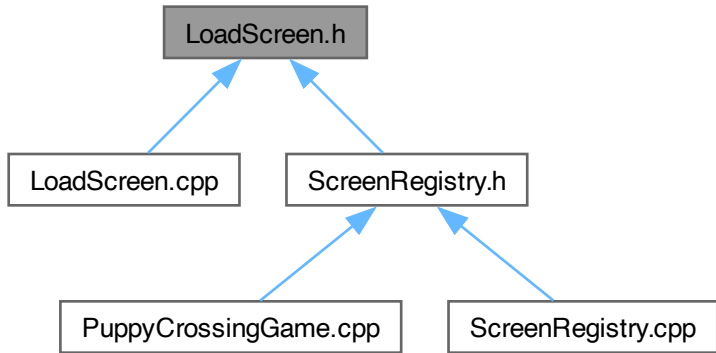 LoadScreen.h
LoadScreen.cpp
ScreenRegistry.h
PuppyCrossingGame.cpp
ScreenRegistry.cpp